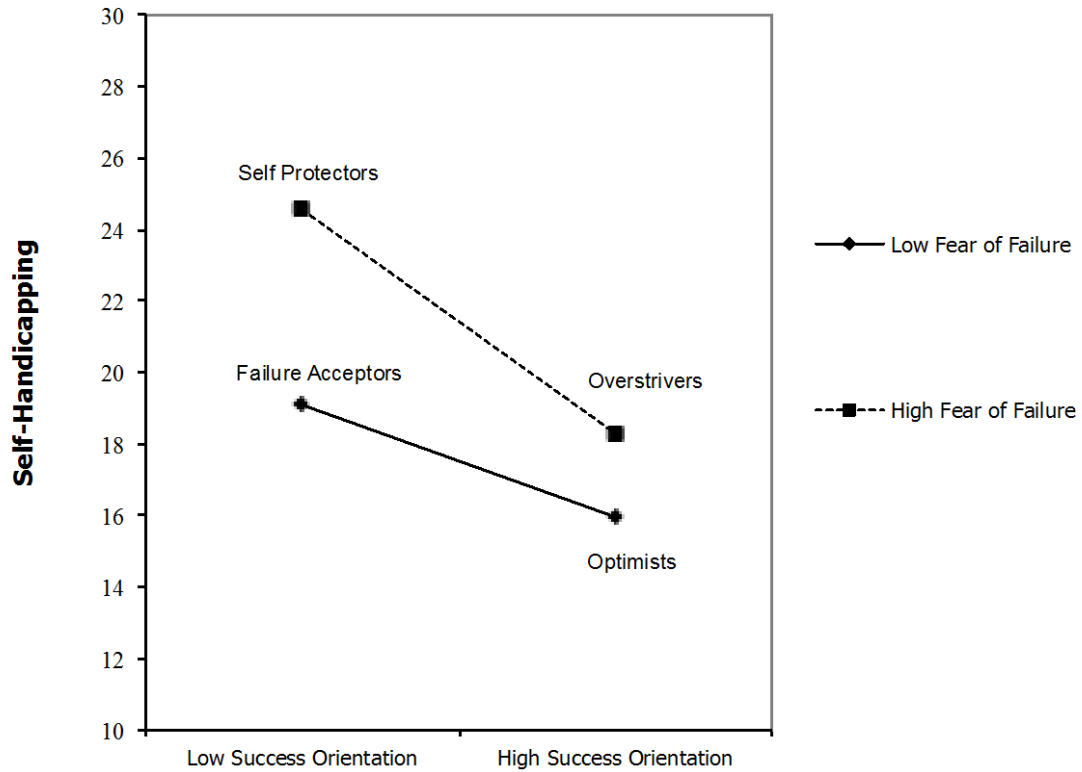 30
28
26
24
22
20
18
16
14
12
10
Self-Handicapping
Self Protectors
Failure Acceptors
Overstrivers
Optimists
Low Success Orientation
High Success Orientation
Low Fear of Failure
High Fear of Failure